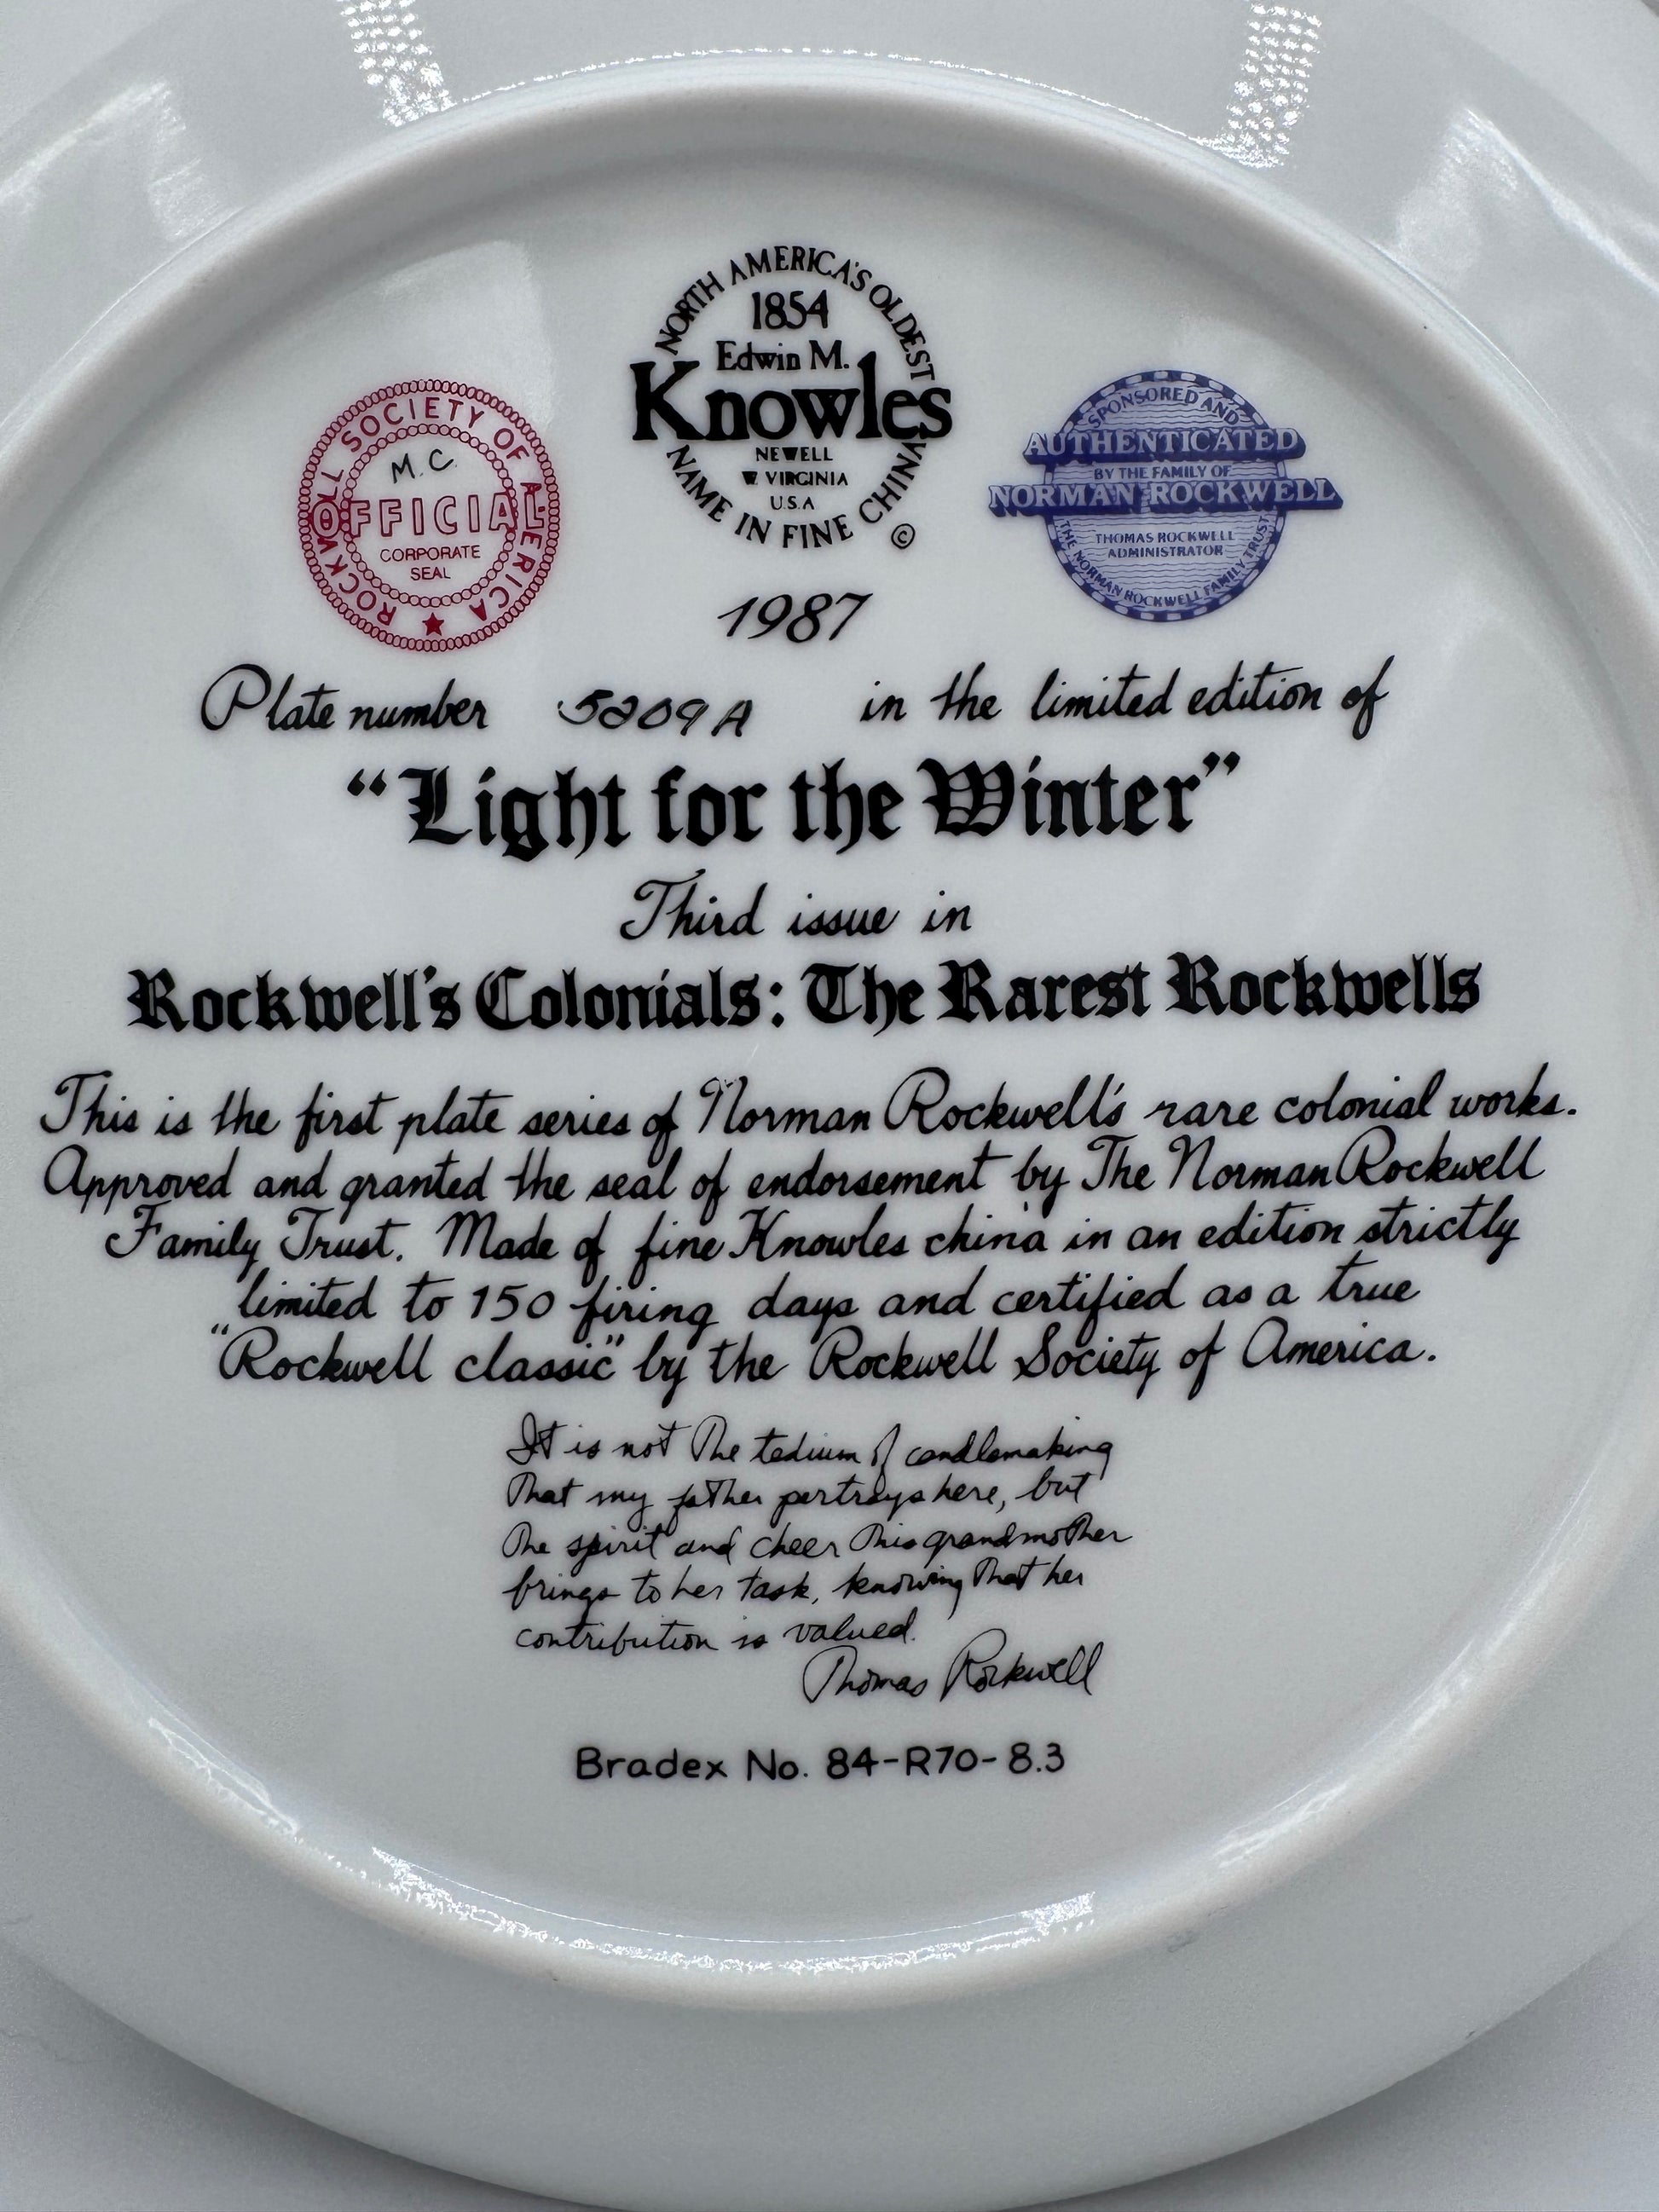 NORTH AMERICA'S OLDEST
1854
Edwin M.
Knowles
NEWELL
W VIRGINIA
U.S.A
NAME IN FINE CHINA
©
ROCKWELL SOCIETY OF AMERICA
M.C.
OFFICIAL
CORPORATE
SEAL
SPONSORED AND
AUTHENTICATED
BY THE FAMILY OF
NORMAN ROCKWELL
THOMAS ROCKWELL
ADMINISTRATOR
THE NORMAN ROCKWELL FAMILY TRUST
1987
Plate number 5209A in the limited edition of
"Light for the Winter"
Third issue in
Rockwell's Colonials: The Rarest Rockwells
This is the first plate series of Norman Rockwell's rare colonial works.
Approved and granted the seal of endorsement by The Norman Rockwell
Family Trust. Made of fine Knowles china in an edition strictly
limited to 150 firing days and certified as a true
"Rockwell classic" by the Rockwell Society of America.
It is not the tedium of candlemaking
that my father portrays here, but
the spirit and cheer this grandmother
brings to her task, knowing that her
contribution is valued.
Thomas Rockwell
Bradex No. 84-R70-8.3